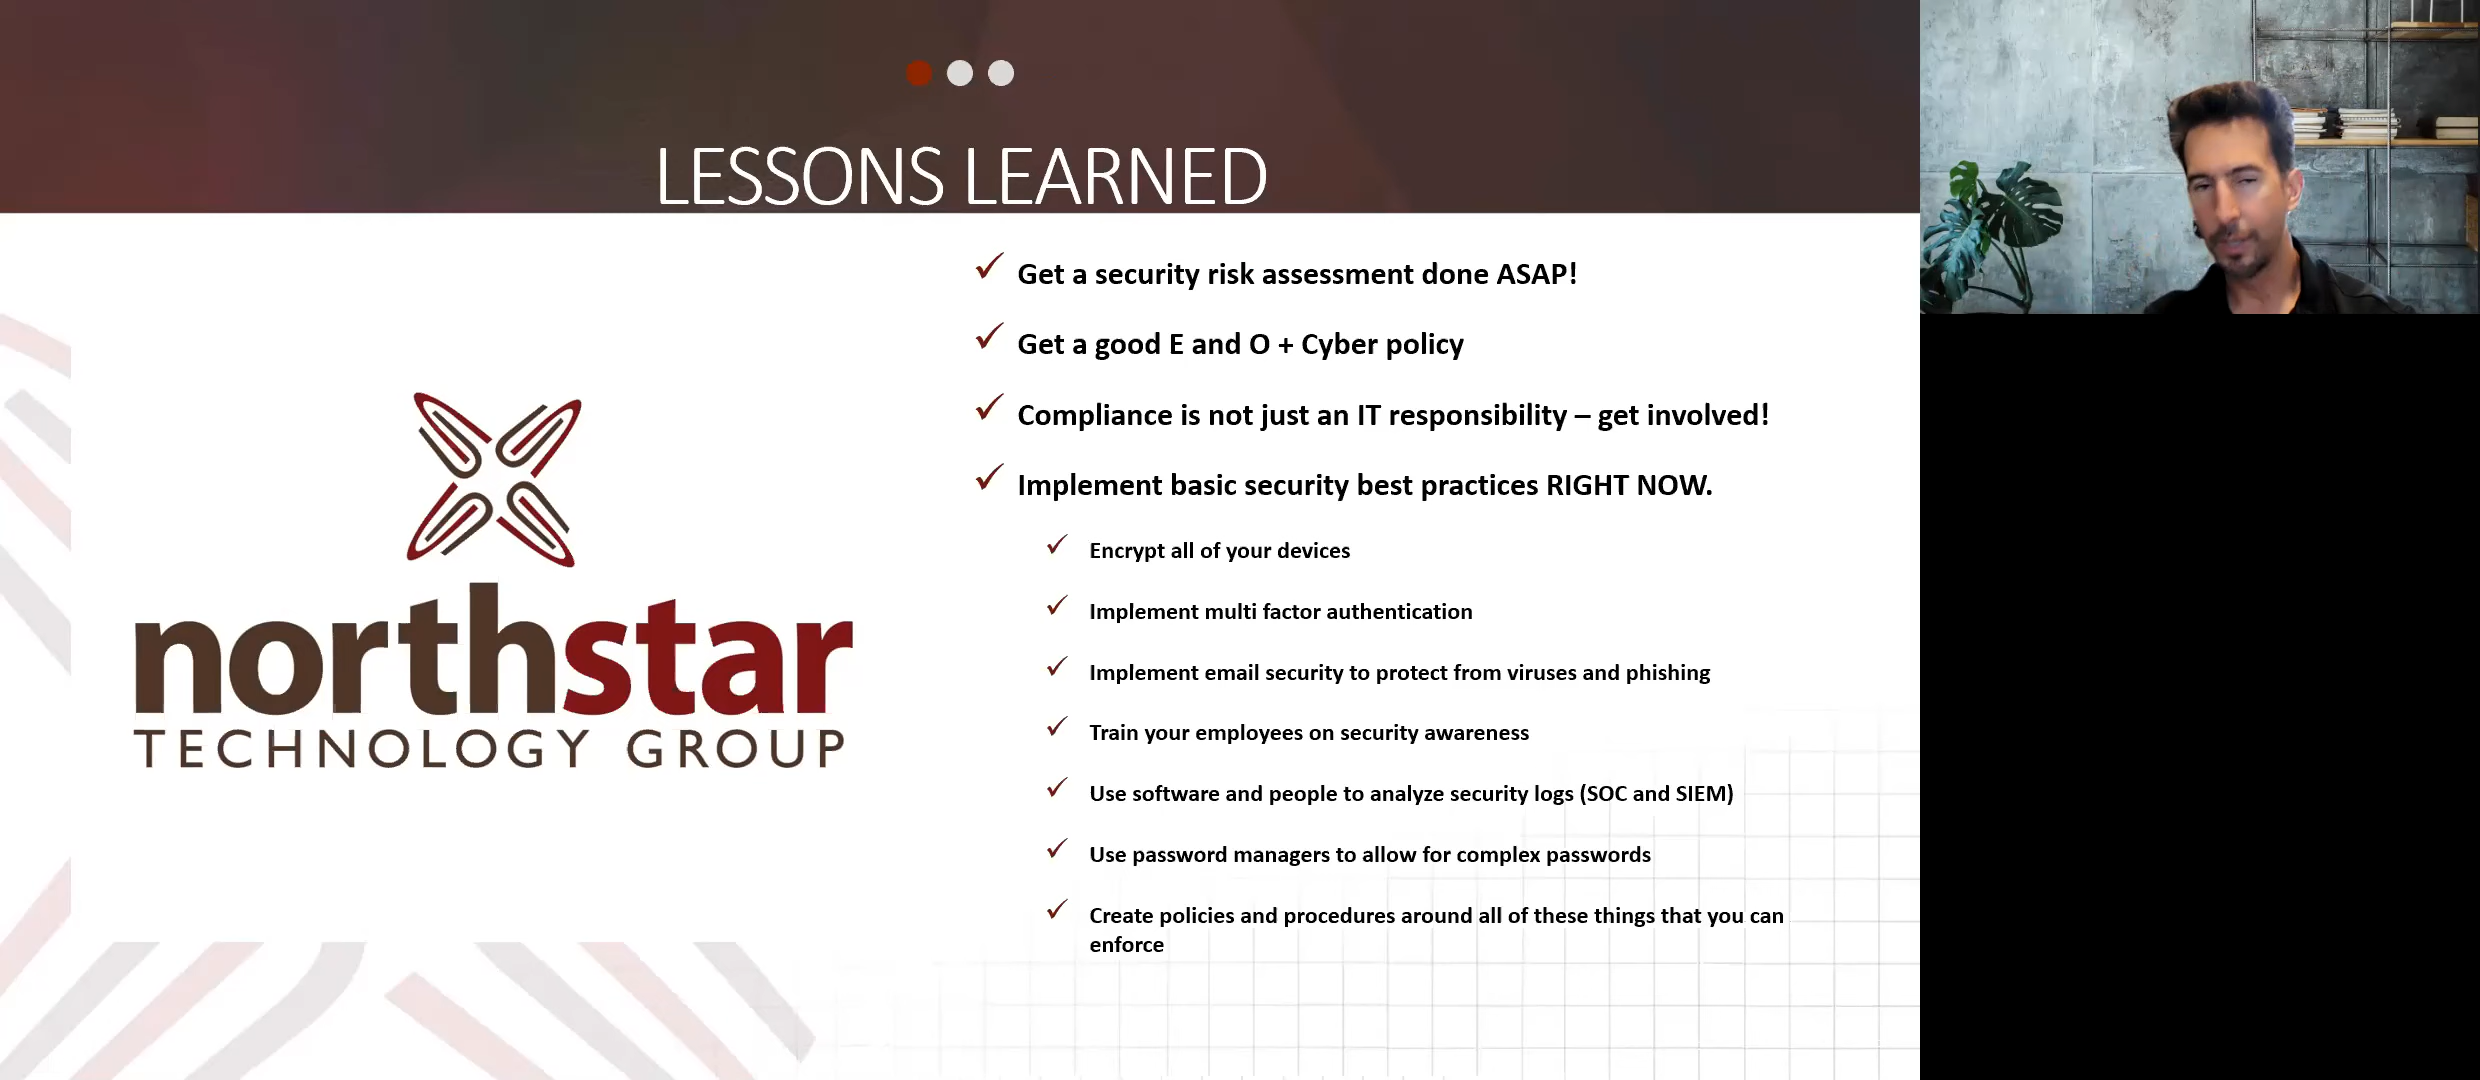 LESSONS LEARNED
Get a security risk assessment done ASAP!
Get a good E and O + Cyber policy
Compliance is not just an IT responsibility – get involved!
Implement basic security best practices RIGHT NOW.
Encrypt all of your devices
Implement multi factor authentication
Implement email security to protect from viruses and phishing
Train your employees on security awareness
Use software and people to analyze security logs (SOC and SIEM)
Use password managers to allow for complex passwords
Create policies and procedures around all of these things that you can
enforce
northstar
TECHNOLOGY GROUP